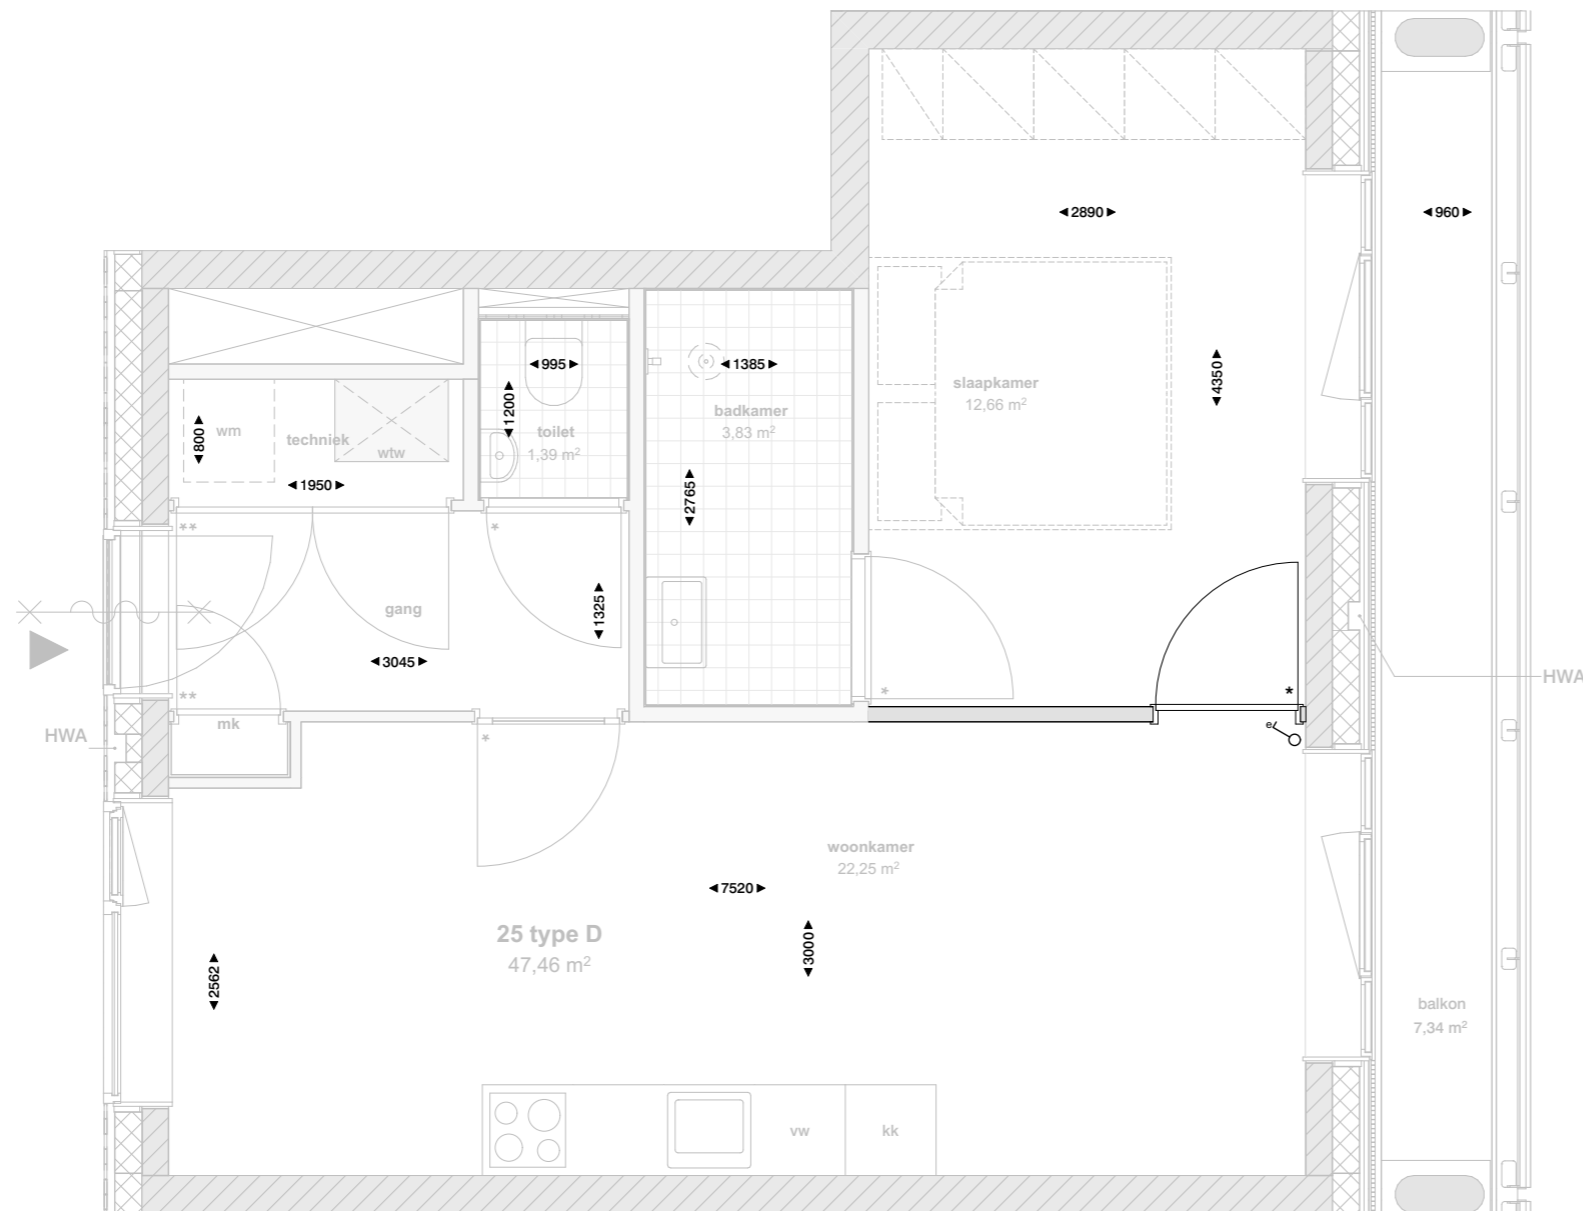 2890
960
995
1385
4350
slaapkamer
12,66 m²
1200
badkamer
3,83 m²
800
wm
techniek
wtw
toilet
1,39 m²
1950
2765
**
*
gang
1325
3045
HWA
**
*
*
mk
HWA
*
e
woonkamer
22,25 m²
7520
25 type D
47,46 m²
3000
2562
balkon
7,34 m²
vw
kk